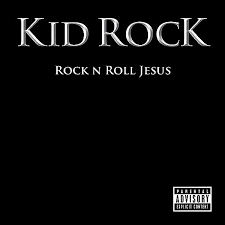 KID ROCK
ROCK N ROLL JESUS
PARENTAL
ADVISORY
EXPLICIT CONTENT